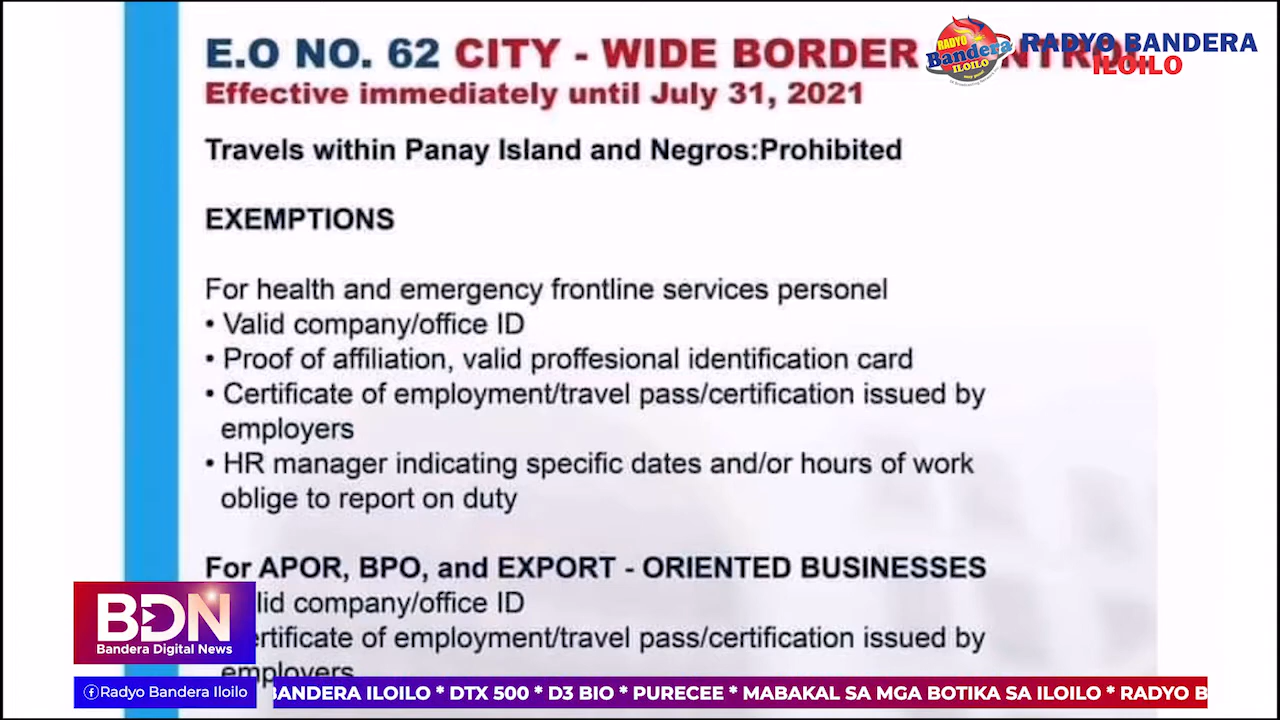 E.O NO. 62 CITY - WIDE BORDER
RADYO BANDERA
ILOILO
RADYO
Bandera
ILOILO
Effective immediately until July 31, 2021
Travels within Panay Island and Negros:Prohibited
EXEMPTIONS
For health and emergency frontline services personel
• Valid company/office ID
• Proof of affiliation, valid proffesional identification card
• Certificate of employment/travel pass/certification issued by
employers
• HR manager indicating specific dates and/or hours of work
oblige to report on duty
For APOR, BPO, and EXPORT - ORIENTED BUSINESSES
lid company/office ID
ertificate of employment/travel pass/certification issued by
employers
BDN
Bandera Digital News
Radyo Bandera Iloilo
BANDERA ILOILO * DTX 500 * D3 BIO * PURECEE * MABAKAL SA MGA BOTIKA SA ILOILO * RADYO B